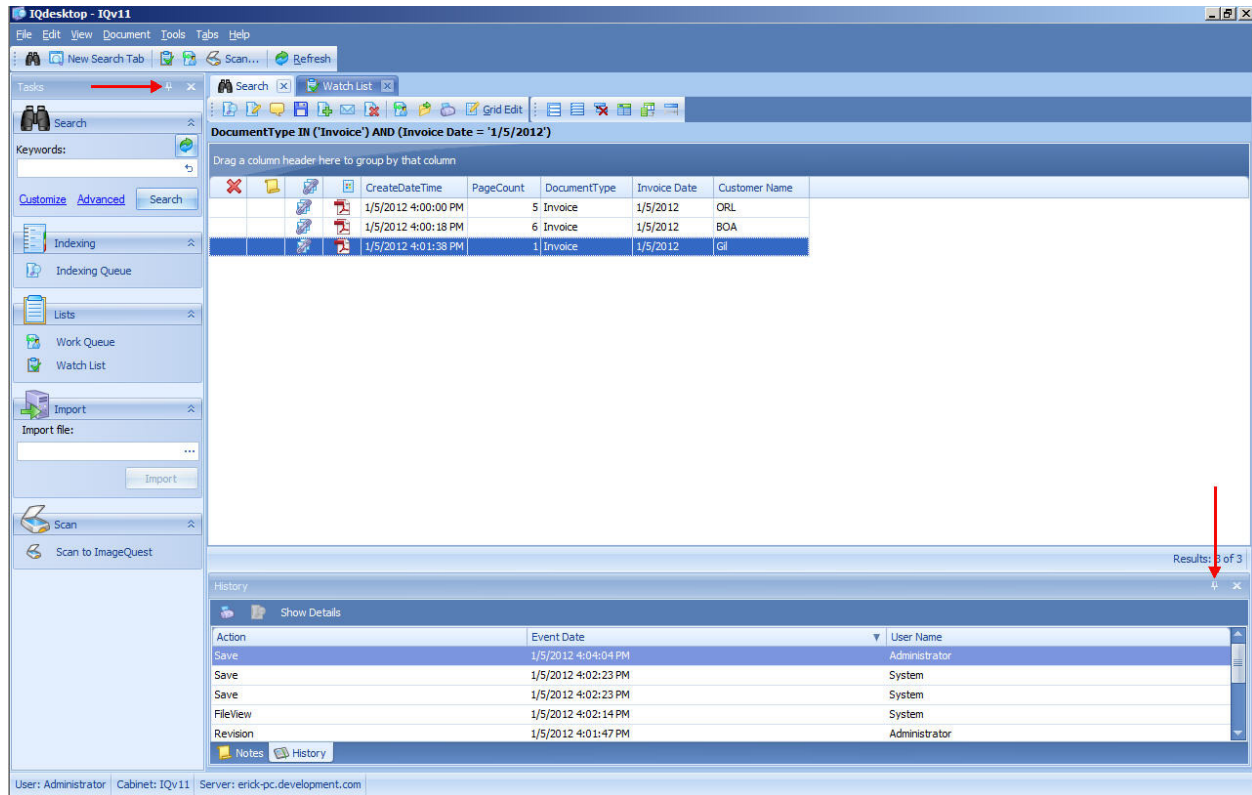 IQdesktop - IQv11
File Edit View Document Tools Tabs Help
New Search Tab Scan... Refresh
Tasks
Search
Keywords:
Customize Advanced Search
Indexing
Indexing Queue
Lists
Work Queue
Watch List
Import
Import file:
...
Import
Scan
Scan to ImageQuest
Search Watch List
Grid Edit
DocumentType IN ('Invoice') AND (Invoice Date = '1/5/2012')
Drag a column header here to group by that column
CreateDateTime PageCount DocumentType Invoice Date Customer Name
1/5/2012 4:00:00 PM 5 Invoice 1/5/2012 ORL
1/5/2012 4:00:18 PM 6 Invoice 1/5/2012 BOA
1/5/2012 4:01:38 PM 1 Invoice 1/5/2012 Gil
Results: 3 of 3
History
Show Details
Action Event Date User Name
Save 1/5/2012 4:04:04 PM Administrator
Save 1/5/2012 4:02:23 PM System
Save 1/5/2012 4:02:23 PM System
FileView 1/5/2012 4:02:14 PM System
Revision 1/5/2012 4:01:47 PM Administrator
Notes History
User: Administrator Cabinet: IQv11 Server: erick-pc.development.com